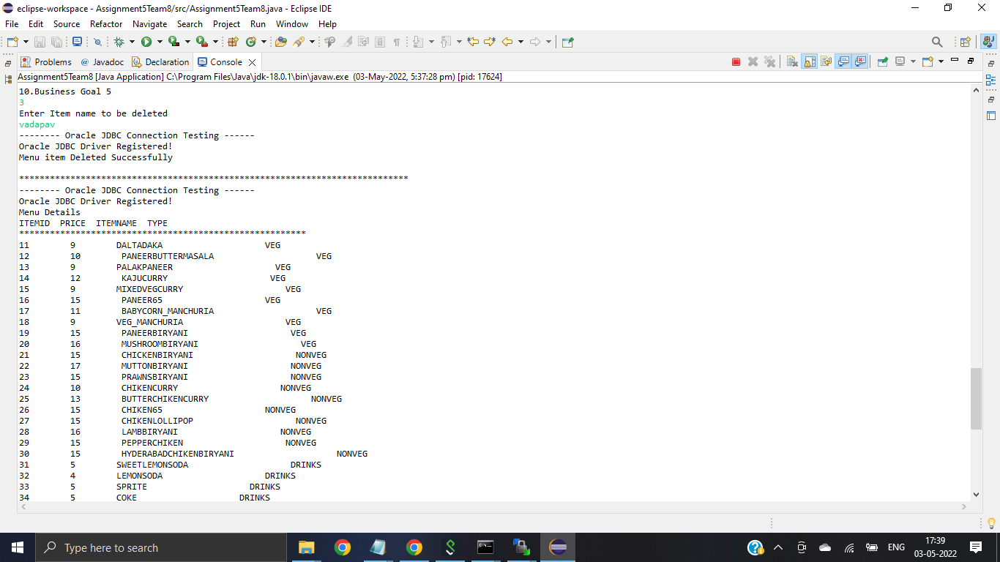 eclipse-workspace - Assignment5Team8/src/Assignment5Team8.java - Eclipse IDE
File Edit Source Refactor Navigate Search Project Run Window Help
Problems @ Javadoc Declaration Console
Assignment5Team8 [Java Application] C:\Program Files\Java\jdk-18.0.1\bin\javaw.exe (03-May-2022, 5:37:28 pm) [pid: 17624]
10.Business Goal 5
3
Enter Item name to be deleted
vadapav
-------- Oracle JDBC Connection Testing ------
Oracle JDBC Driver Registered!
Menu item Deleted Successfully
****************************************************************************
-------- Oracle JDBC Connection Testing ------
Oracle JDBC Driver Registered!
Menu Details
ITEMID PRICE ITEMNAME TYPE
********************************************************
11 9 DALTADAKA VEG
12 10 PANEERBUTTERMASALA VEG
13 9 PALAKPANEER VEG
14 12 KAJUCURRY VEG
15 9 MIXEDVEGCURRY VEG
16 15 PANEER65 VEG
17 11 BABYCORN_MANCHURIA VEG
18 9 VEG_MANCHURIA VEG
19 15 PANEERBIRYANI VEG
20 16 MUSHROOMBIRYANI VEG
21 15 CHICKENBIRYANI NONVEG
22 17 MUTTONBIRYANI NONVEG
23 15 PRAWNSBIRYANI NONVEG
24 10 CHIKENCURRY NONVEG
25 13 BUTTERCHIKENCURRY NONVEG
26 15 CHIKEN65 NONVEG
27 15 CHIKENLOLLIPOP NONVEG
28 16 LAMBBIRYANI NONVEG
29 15 PEPPERCHIKEN NONVEG
30 15 HYDERABADCHIKENBIRYANI NONVEG
31 5 SWEETLEMONSODA DRINKS
32 4 LEMONSODA DRINKS
33 5 SPRITE DRINKS
34 5 COKE DRINKS
Type here to search
ENG
17:39
03-05-2022